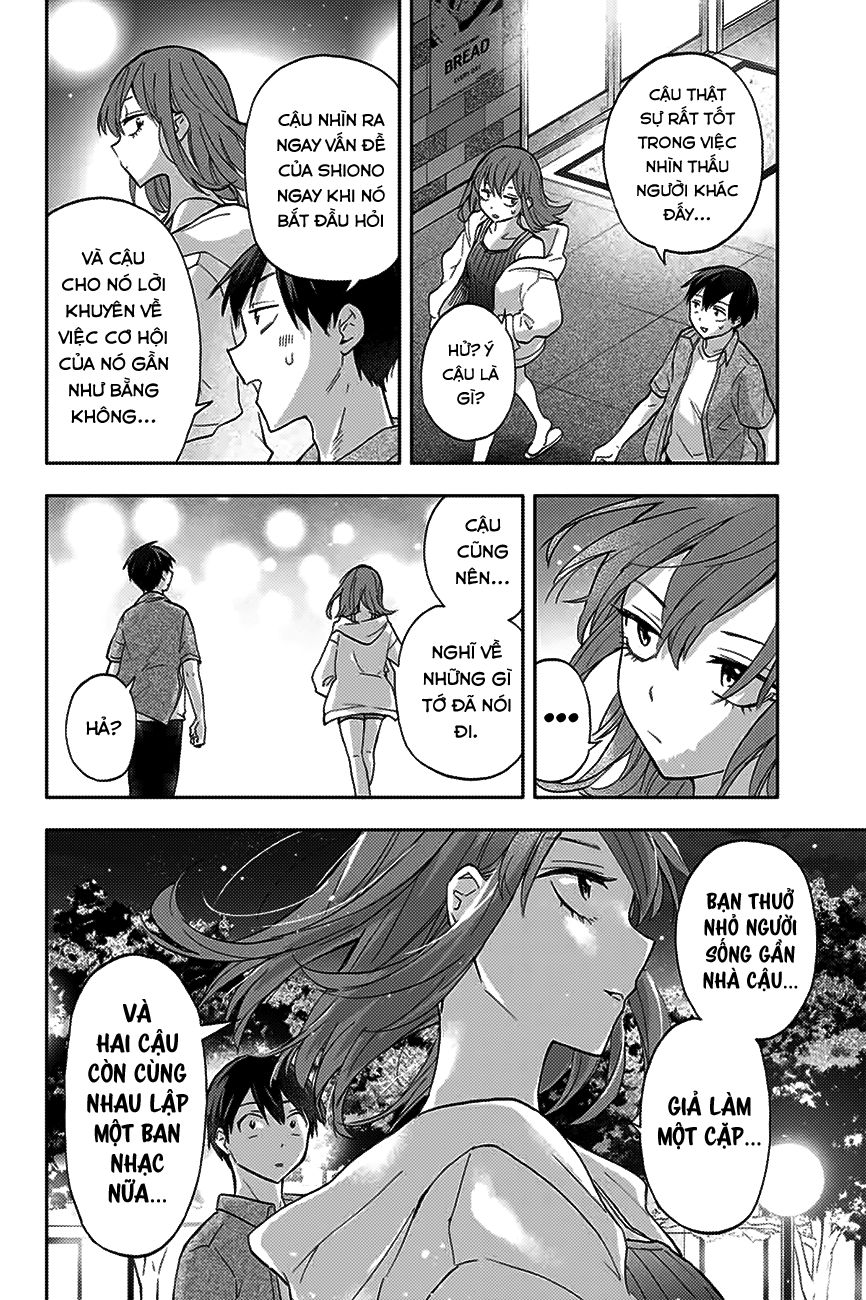 BREAD
EVERY DAY
CẬU THẬT
SỰ RẤT TỐT
TRONG VIỆC
NHÌN THẤU
NGƯỜI KHÁC
ĐẤY...
HỬ? Ý
CẬU LÀ
GÌ?
CẬU NHÌN RA
NGAY VẤN ĐỀ
CỦA SHIONO
NGAY KHI NÓ
BẮT ĐẦU HỎI
VÀ CẬU
CHO NÓ LỜI
KHUYÊN VỀ
VIỆC CƠ HỘI
CỦA NÓ GẦN
NHƯ BẰNG
KHÔNG...
...
CẬU
CŨNG
NÊN...
NGHĨ VỀ
NHỮNG GÌ
TỚ ĐÃ NÓI
ĐI.
HẢ?
BẠN THUỞ
NHỎ NGƯỜI
SỐNG GẦN
NHÀ CẬU...
GIẢ LÀM
MỘT CẶP...
VÀ
HAI CẬU
CÒN CÙNG
NHAU LẬP
MỘT BAN
NHẠC
NỮA...